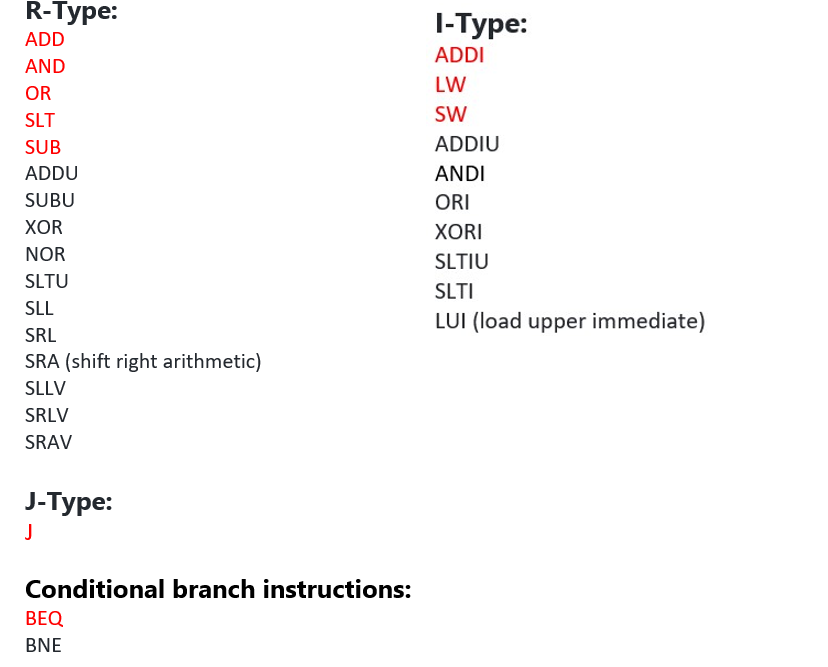 R-Type:
ADD
AND
OR
SLT
SUB
ADDU
SUBU
XOR
NOR
SLTU
SLL
SRL
SRA (shift right arithmetic)
SLLV
SRLV
SRAV
J-Type:
J
Conditional branch instructions:
BEQ
BNE
I-Type:
ADDI
LW
SW
ADDIU
ANDI
ORI
XORI
SLTIU
SLTI
LUI (load upper immediate)